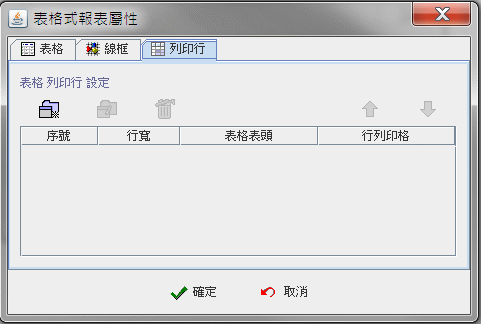 表格式報表屬性
表格 線框 列印行
表格 列印行 設定
序號 行寬 表格表頭 行列印格
確定 取消